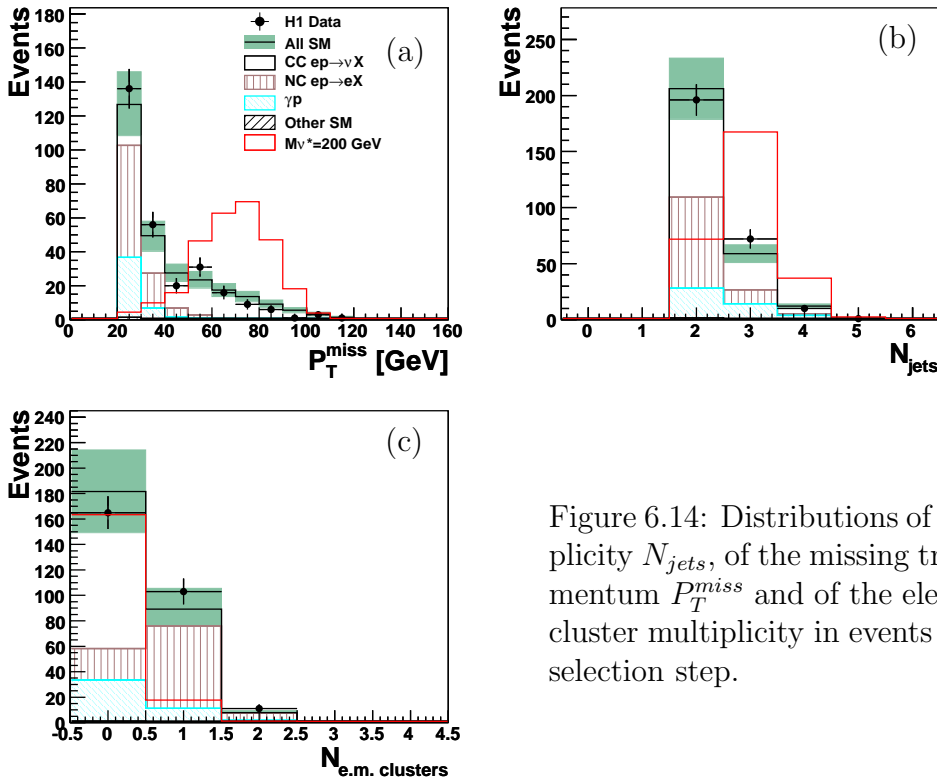 Events
180
160
140
120
100
80
60
40
20
0
0 20 40 60 80 100 120 140 160
P_T^miss [GeV]
(a)
H1 Data
All SM
CC ep→νX
NC ep→eX
γp
Other SM
Mν*=200 GeV
Events
250
200
150
100
50
0
0 1 2 3 4 5 6
N_jets
(b)
Events
240
220
200
180
160
140
120
100
80
60
40
20
0
-0.5 0 0.5 1 1.5 2 2.5 3 3.5 4 4.5
N_e.m. clusters
(c)
Figure 6.14: Distributions of
plicity N_jets, of the missing tr
mentum P_T^miss and of the ele
cluster multiplicity in events
selection step.